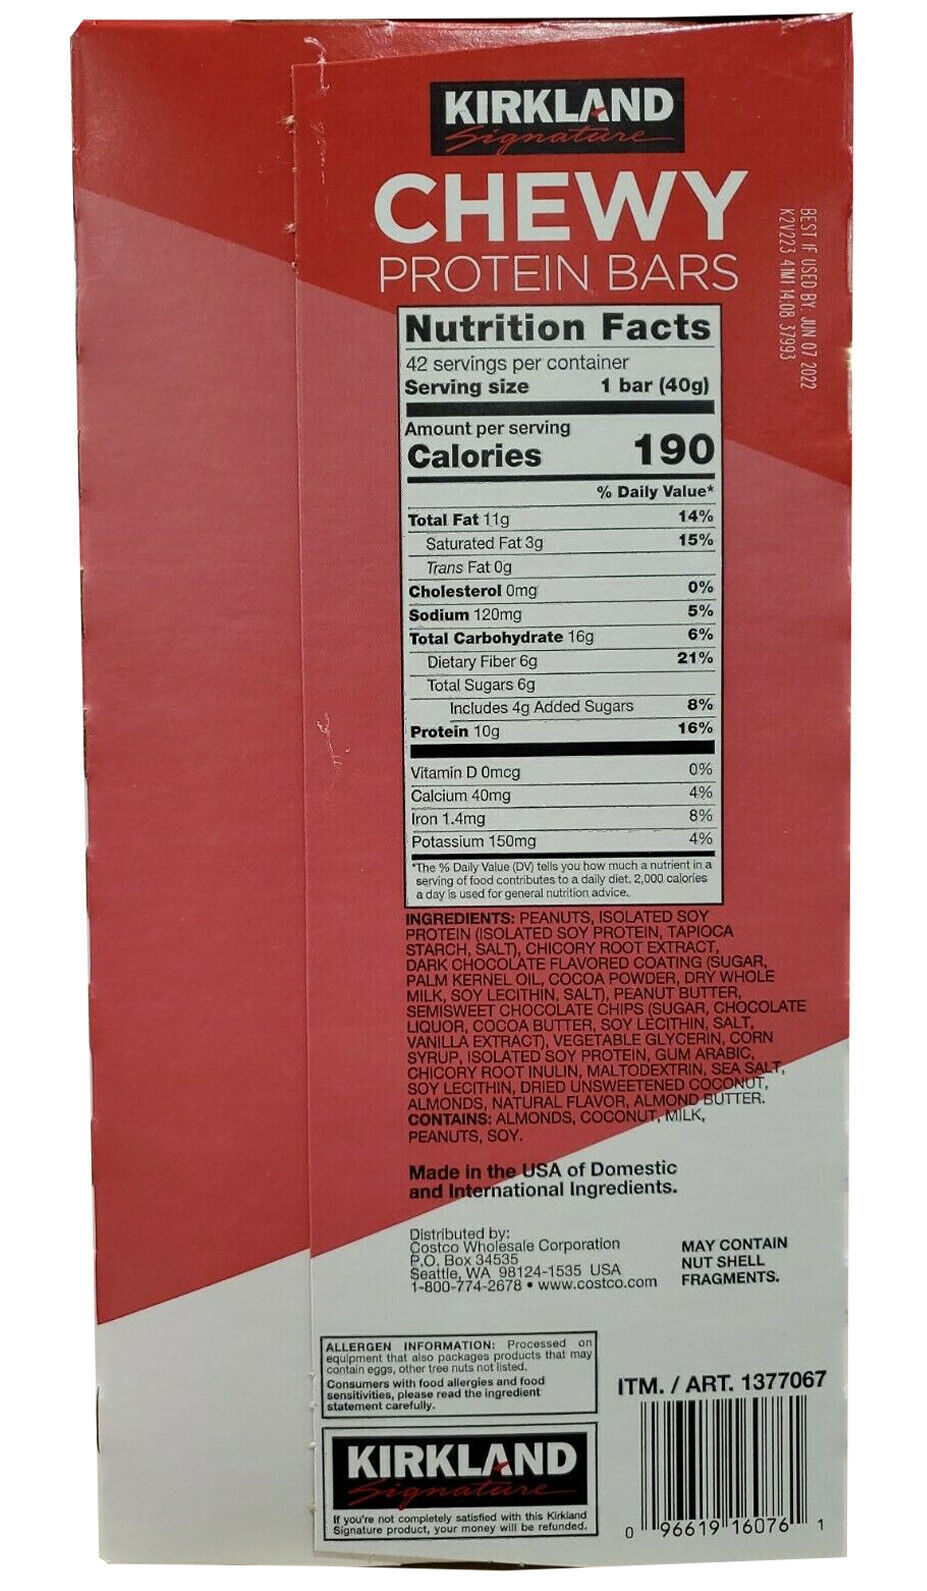 KIRKLAND
Signature
CHEWY
PROTEIN BARS
BEST IF USED BY: JUN 07 2022
K2V223 41M1 14:08 37993
Nutrition Facts
42 servings per container
Serving size 1 bar (40g)
Amount per serving
Calories 190
% Daily Value*
Total Fat 11g 14%
Saturated Fat 3g 15%
Trans Fat 0g
Cholesterol 0mg 0%
Sodium 120mg 5%
Total Carbohydrate 16g 6%
Dietary Fiber 6g 21%
Total Sugars 6g
Includes 4g Added Sugars 8%
Protein 10g 16%
Vitamin D 0mcg 0%
Calcium 40mg 4%
Iron 1.4mg 8%
Potassium 150mg 4%
*The % Daily Value (DV) tells you how much a nutrient in a
serving of food contributes to a daily diet. 2,000 calories
a day is used for general nutrition advice.
INGREDIENTS: PEANUTS, ISOLATED SOY
PROTEIN (ISOLATED SOY PROTEIN, TAPIOCA
STARCH, SALT), CHICORY ROOT EXTRACT,
DARK CHOCOLATE FLAVORED COATING (SUGAR,
PALM KERNEL OIL, COCOA POWDER, DRY WHOLE
MILK, SOY LECITHIN, SALT), PEANUT BUTTER,
SEMISWEET CHOCOLATE CHIPS (SUGAR, CHOCOLATE
LIQUOR, COCOA BUTTER, SOY LECITHIN, SALT,
VANILLA EXTRACT), VEGETABLE GLYCERIN, CORN
SYRUP, ISOLATED SOY PROTEIN, GUM ARABIC,
CHICORY ROOT INULIN, MALTODEXTRIN, SEA SALT,
SOY LECITHIN, DRIED UNSWEETENED COCONUT,
ALMONDS, NATURAL FLAVOR, ALMOND BUTTER.
CONTAINS: ALMONDS, COCONUT, MILK,
PEANUTS, SOY.
Made in the USA of Domestic
and International Ingredients.
Distributed by:
Costco Wholesale Corporation
P.O. Box 34535
Seattle, WA 98124-1535 USA
1-800-774-2678 • www.costco.com
MAY CONTAIN
NUT SHELL
FRAGMENTS.
ALLERGEN INFORMATION: Processed on
equipment that also packages products that may
contain eggs, other tree nuts not listed.
Consumers with food allergies and food
sensitivities, please read the ingredient
statement carefully.
ITM. / ART. 1377067
KIRKLAND
Signature
If you're not completely satisfied with this Kirkland
Signature product, your money will be refunded.
0 96619 16076 1